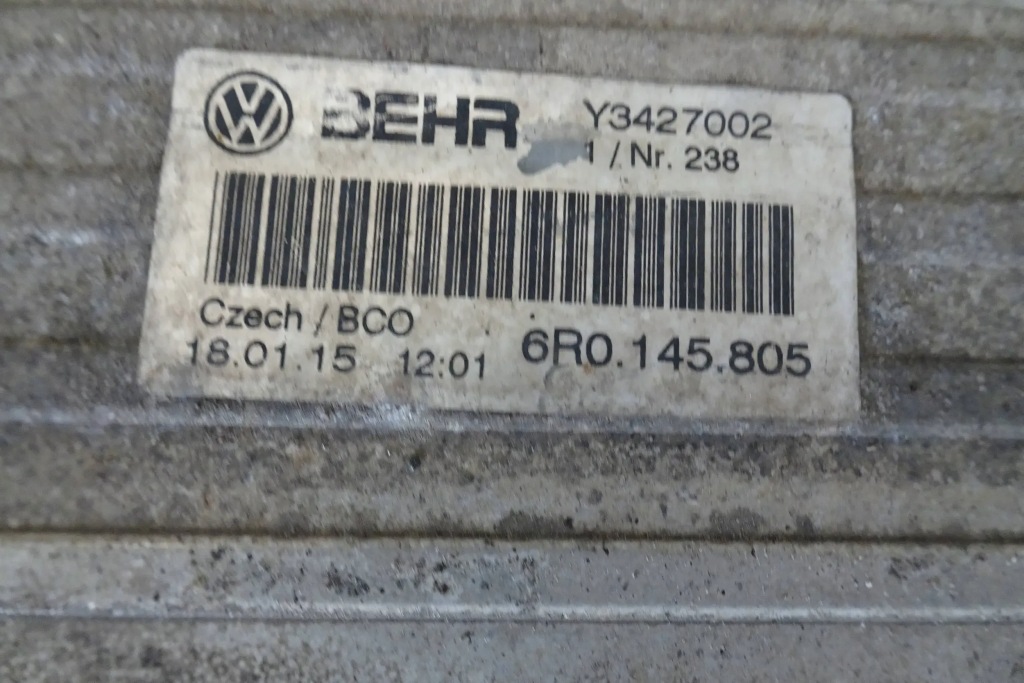 BEHR Y3427002
1 / Nr. 238
Czech / BCO
18.01.15 12:01 6R0.145.805